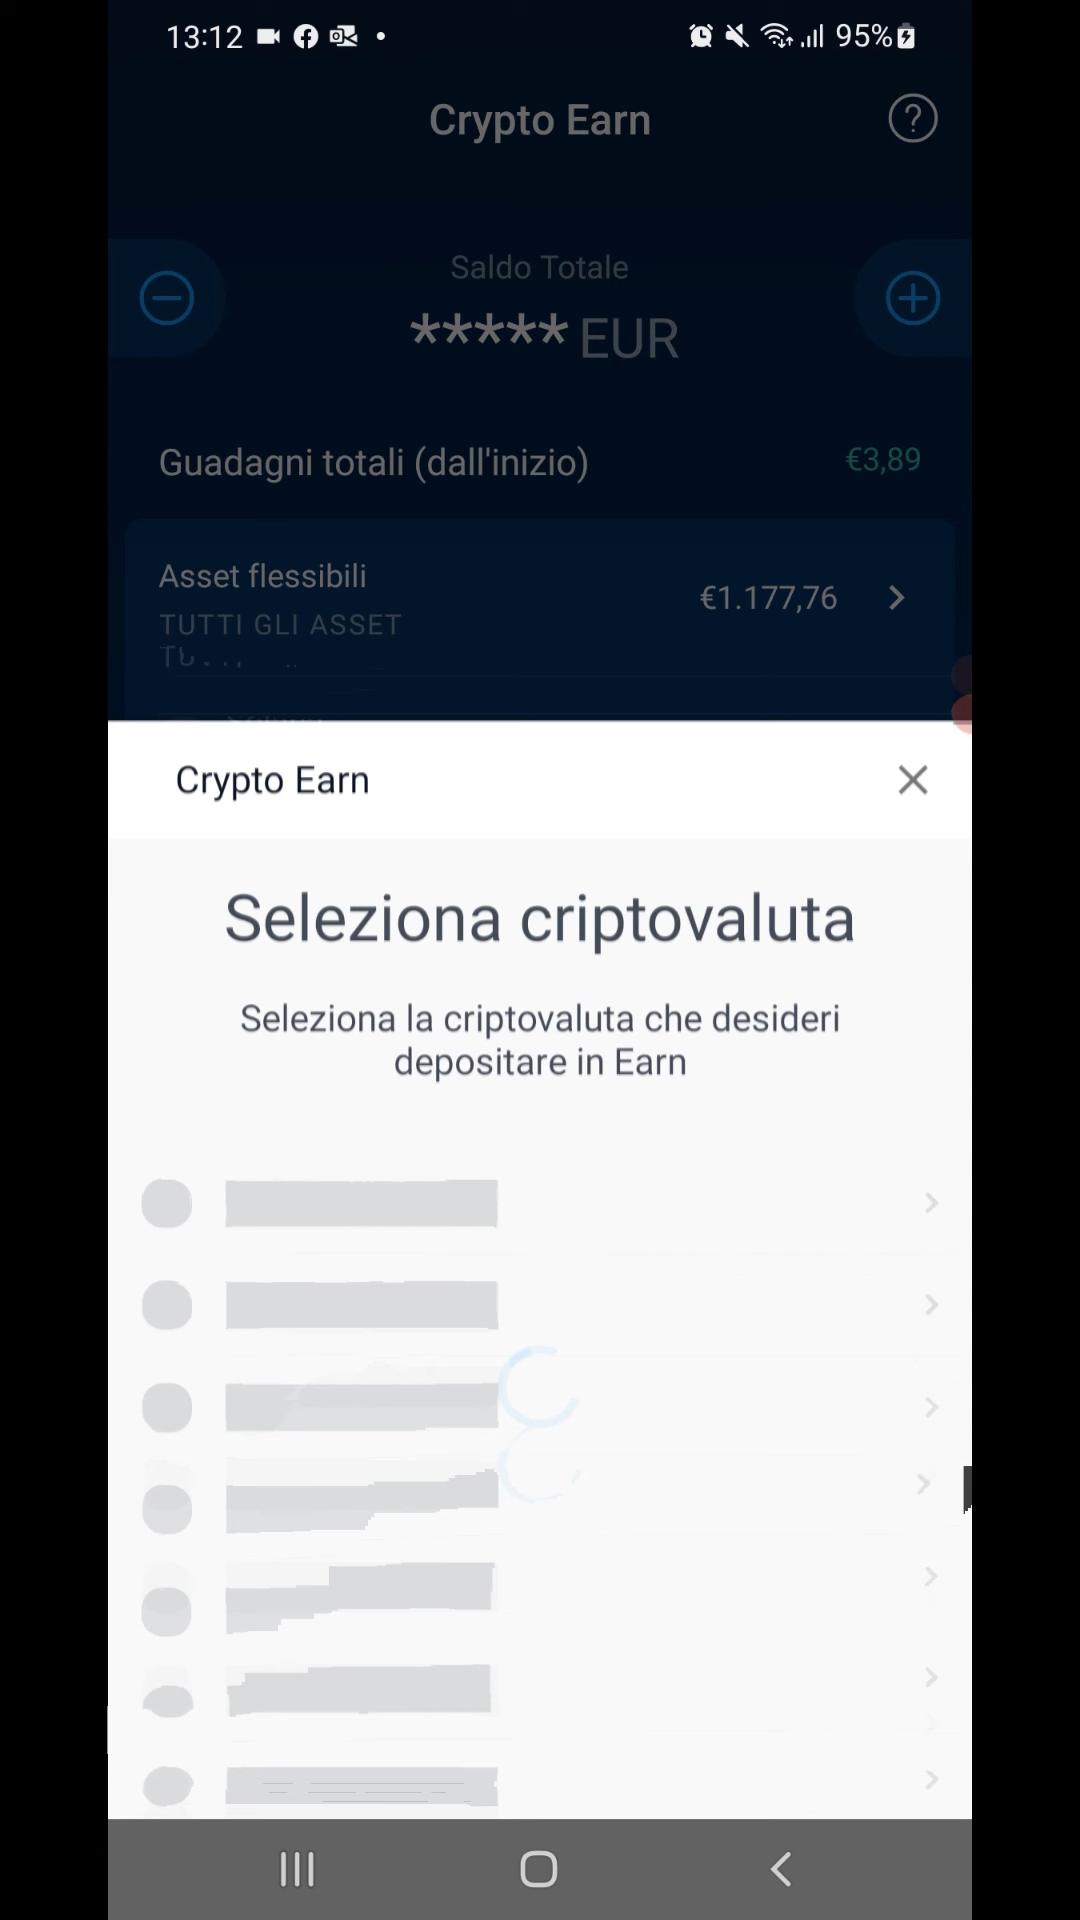 13:12
95%
Crypto Earn
Saldo Totale
***** EUR
Guadagni totali (dall'inizio)
€3,89
Asset flessibili
€1.177,76
TUTTI GLI ASSET
Crypto Earn
Seleziona criptovaluta
Seleziona la criptovaluta che desideri
depositare in Earn